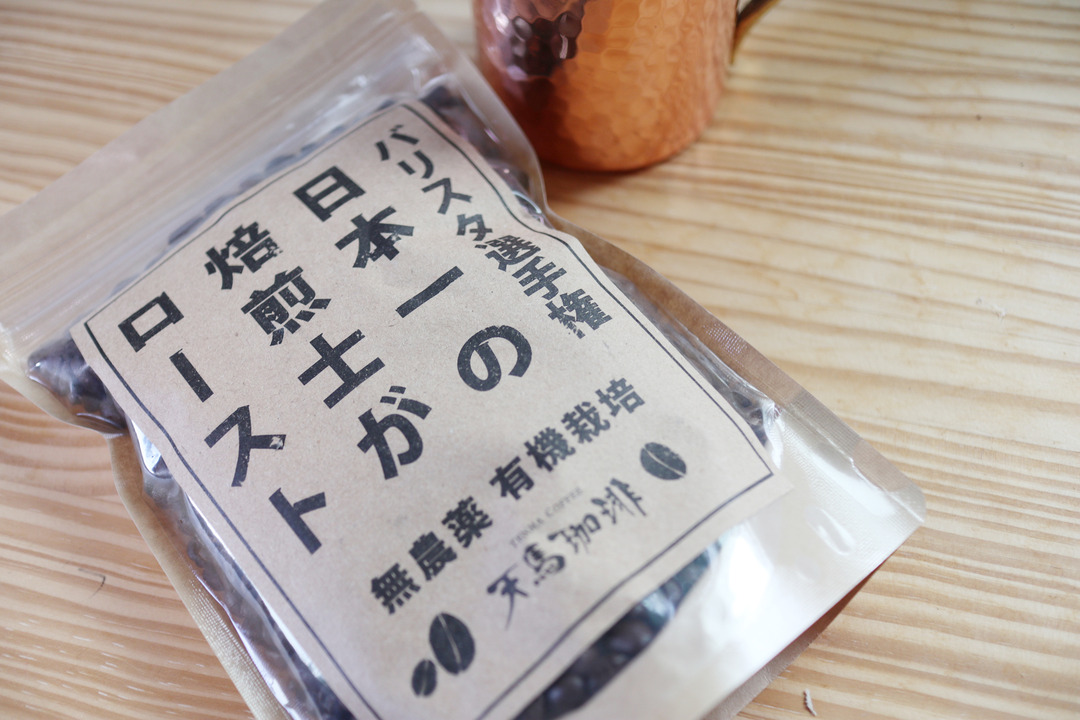 バリスタ選手権
日本一の
焙煎士が
ロースト
無農薬 有機栽培
TENMA COFFEE
天馬珈琲